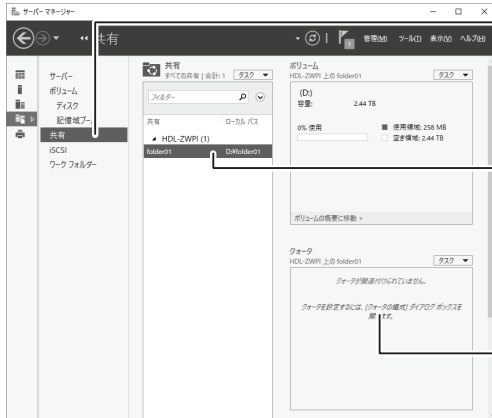 サーバー マネージャー
共有
1
管理(M) ツール(T) 表示(V) ヘルプ(H)
サーバー
ボリューム
ディスク
記憶域プー
共有
iSCSI
ワーク フォルダー
共有
すべての共有 | 合計: 1
タスク
フィルター
共有 ローカル パス
HDL-ZWPI (1)
folder01 D:¥folder01
ボリューム
HDL-ZWPI 上の folder01
タスク
(D:)
容量: 2.44 TB
0% 使用
使用領域: 258 MB
空き領域: 2.44 TB
ボリュームの概要に移動 >
クォータ
HDL-ZWPI 上の folder01
タスク
クォータが関連付けられていません。
クォータを設定するには、[クォータの構成] ダイアログ ボックスを
開 ます。